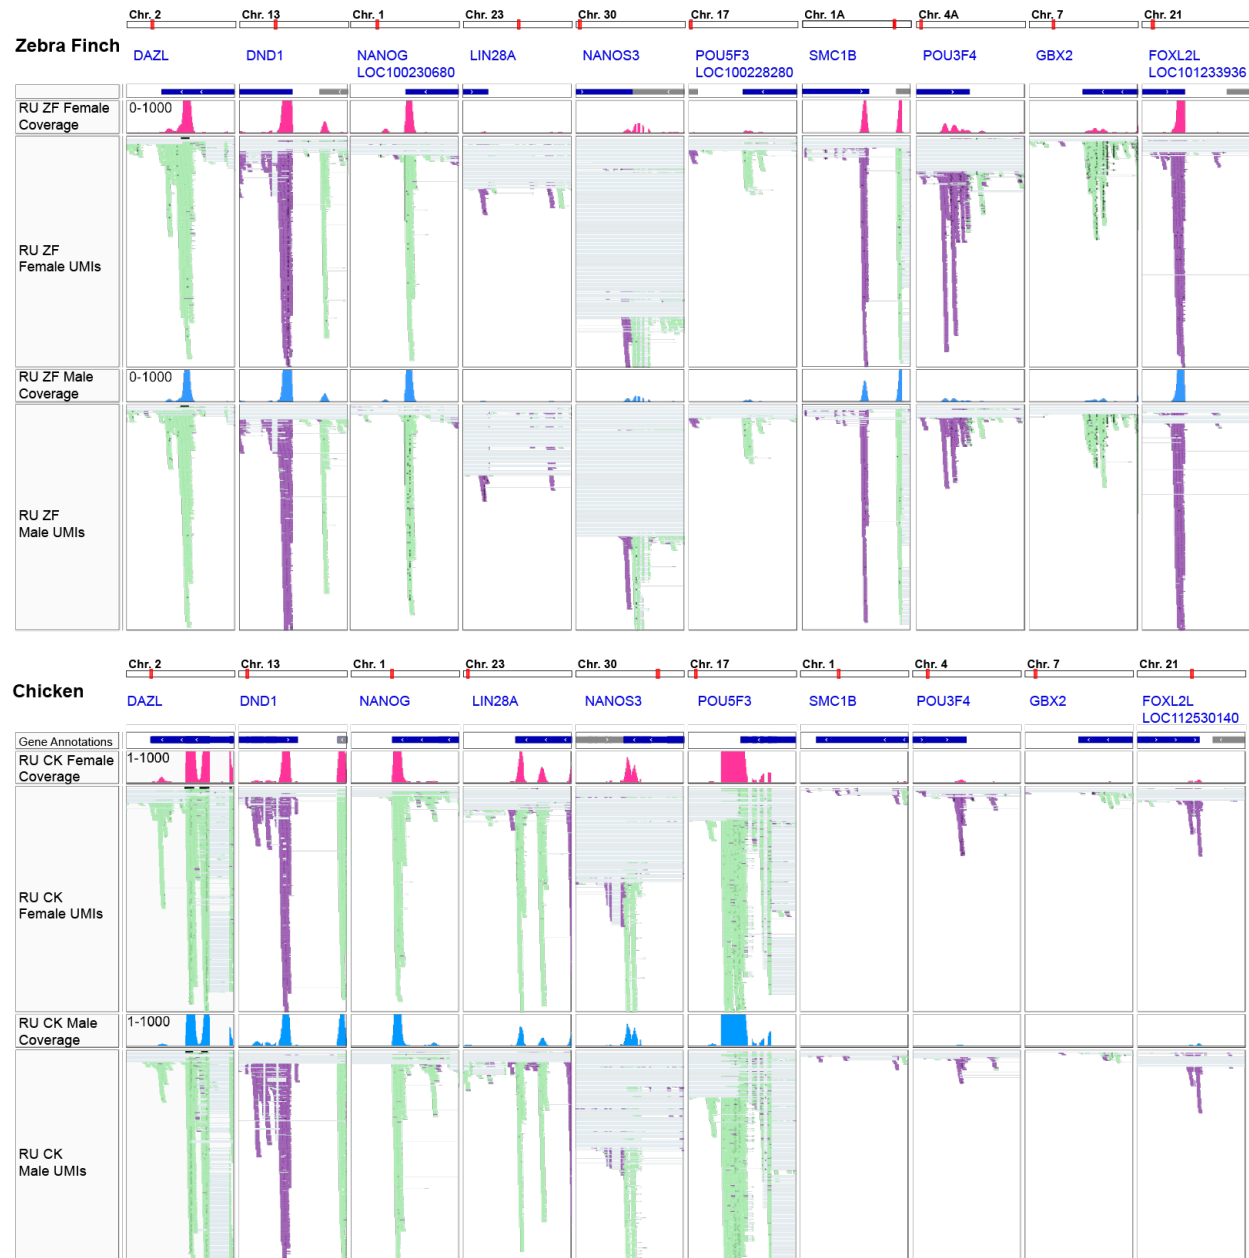 Chr. 2 Chr. 13 Chr. 1 Chr. 23 Chr. 30 Chr. 17 Chr. 1A Chr. 4A Chr. 7 Chr. 21
Zebra Finch
DAZL DND1 NANOG LIN28A NANOS3 POU5F3 SMC1B POU3F4 GBX2 FOXL2L
LOC100230680 LOC100228280 LOC101233936
RU ZF Female
Coverage
0-1000
RU ZF
Female UMIs
RU ZF Male
Coverage
0-1000
RU ZF
Male UMIs
Chr. 2 Chr. 13 Chr. 1 Chr. 23 Chr. 30 Chr. 17 Chr. 1 Chr. 4 Chr. 7 Chr. 21
Chicken
DAZL DND1 NANOG LIN28A NANOS3 POU5F3 SMC1B POU3F4 GBX2 FOXL2L
LOC112530140
Gene Annotations
RU CK Female
Coverage
1-1000
RU CK
Female UMIs
RU CK Male
Coverage
1-1000
RU CK
Male UMIs